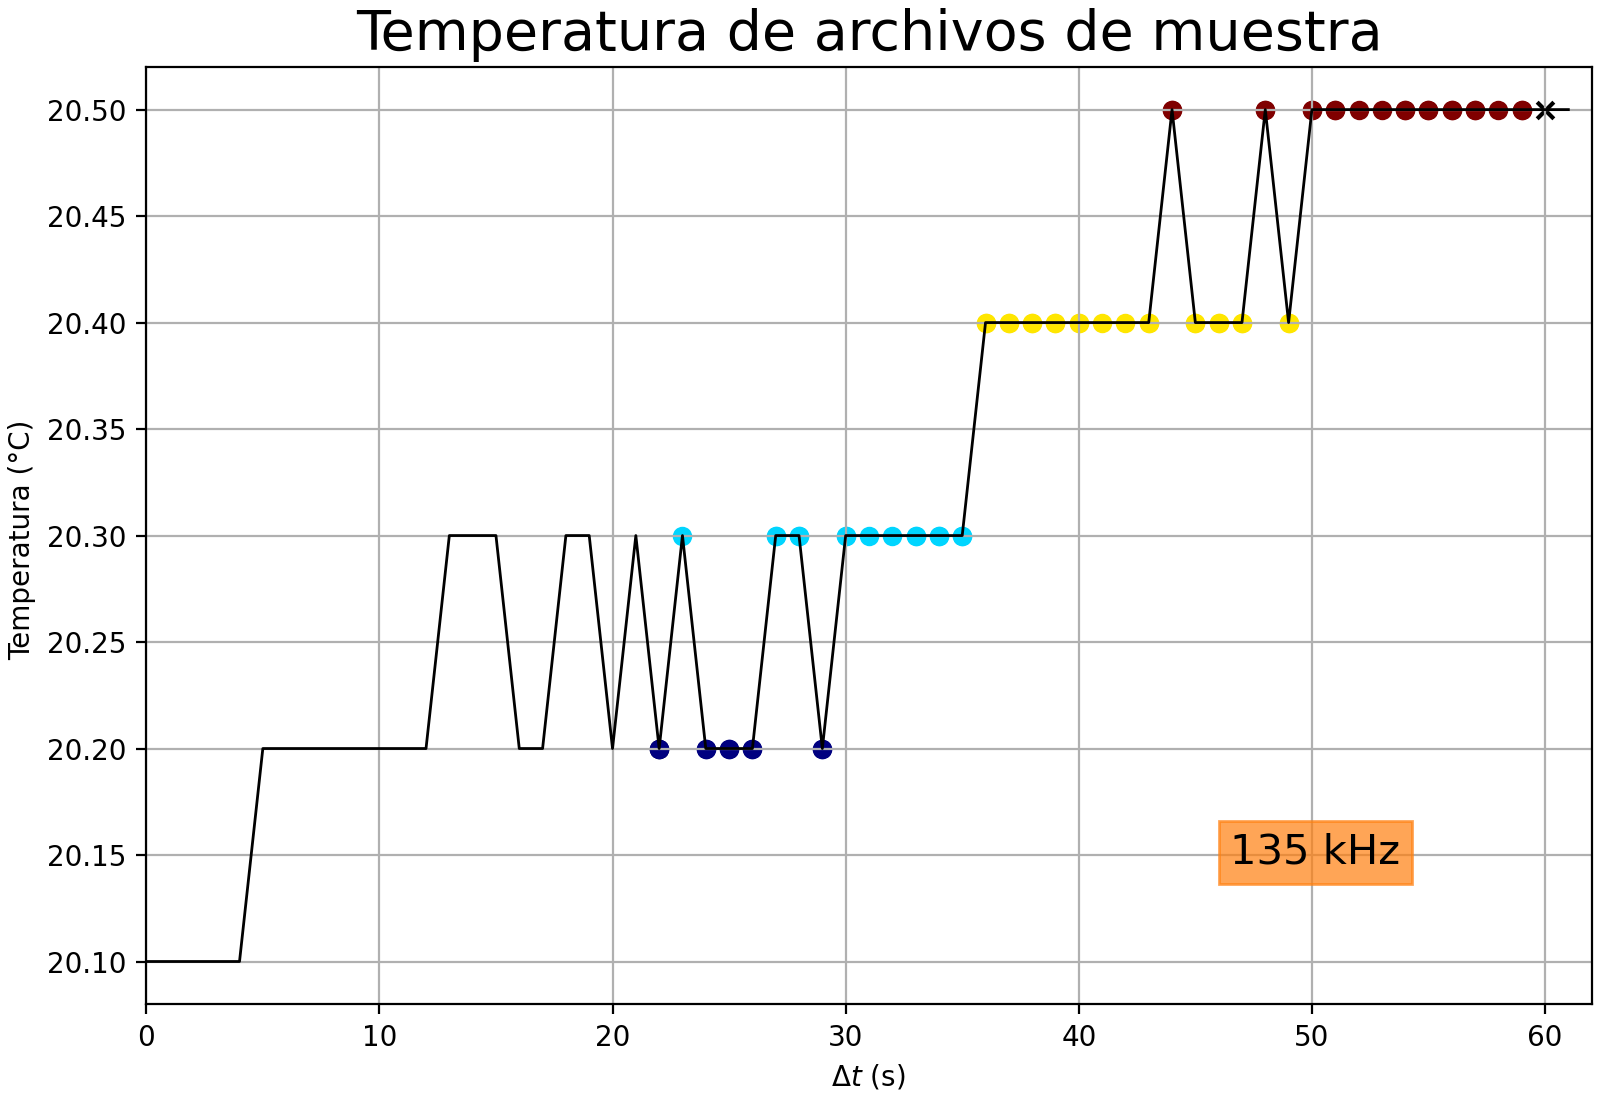 Temperatura de archivos de muestra
20.50
20.45
20.40
20.35
20.30
20.25
20.20
20.15
20.10
Temperatura (°C)
135 kHz
0 10 20 30 40 50 60
Δt (s)